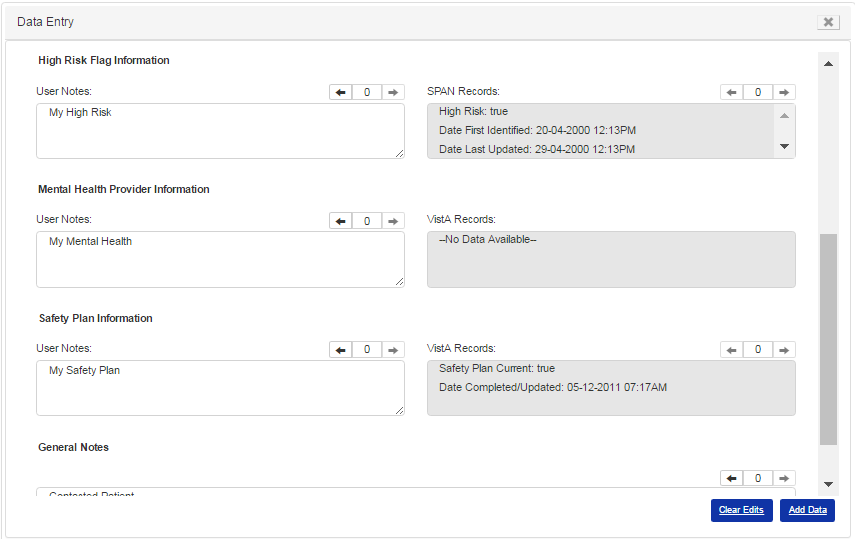 Data Entry
High Risk Flag Information
User Notes: 0
SPAN Records: 0
My High Risk
High Risk: true
Date First Identified: 20-04-2000 12:13PM
Date Last Updated: 29-04-2000 12:13PM
Mental Health Provider Information
User Notes: 0
VistA Records:
My Mental Health
--No Data Available--
Safety Plan Information
User Notes: 0
VistA Records: 0
My Safety Plan
Safety Plan Current: true
Date Completed/Updated: 05-12-2011 07:17AM
General Notes
0
Contacted Patient
Clear Edits
Add Data